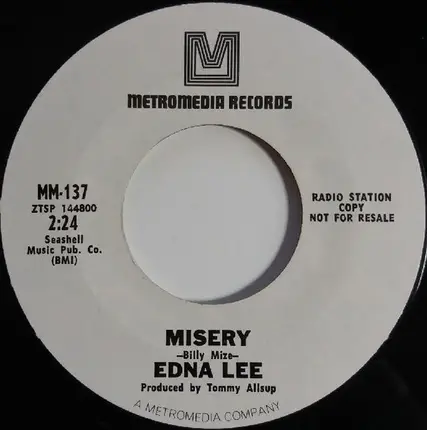 METROMEDIA RECORDS
MM-137
ZTSP 144800
2:24
Seashell
Music Pub. Co.
(BMI)
RADIO STATION
COPY
NOT FOR RESALE
MISERY
-Billy Mize-
EDNA LEE
Produced by Tommy Allsup
A METROMEDIA COMPANY